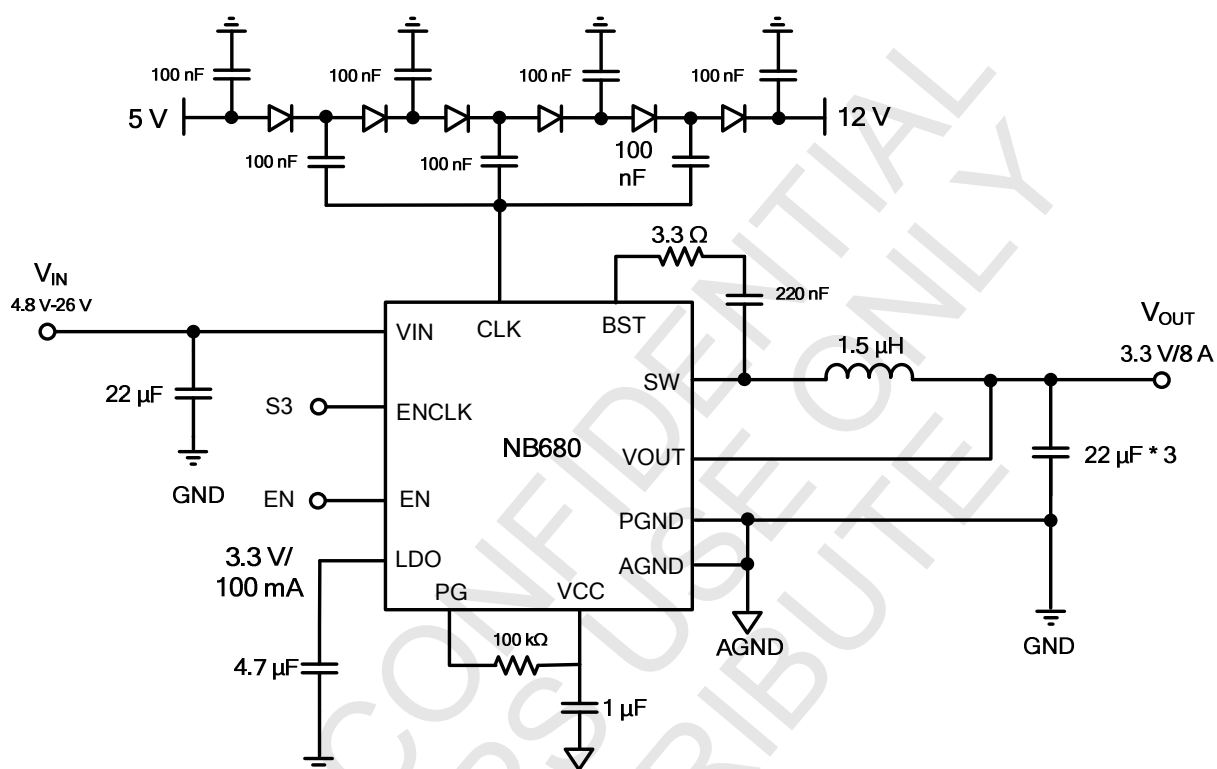 100 nF
100 nF
100 nF
100 nF
5 V
12 V
100 nF
100 nF
100
nF
3.3 Ω
220 nF
V_IN
4.8 V-26 V
VIN
CLK
BST
1.5 µH
V_OUT
3.3 V/8 A
SW
22 µF
S3
ENCLK
NB680
VOUT
22 µF * 3
GND
EN
EN
PGND
3.3 V/
100 mA
LDO
AGND
PG
VCC
AGND
GND
100 kΩ
4.7 µF
1 µF
CONFIDENTIAL
USE ONLY